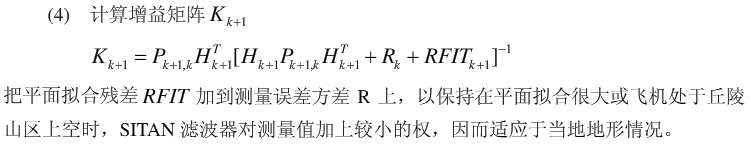 (4) 计算增益矩阵 $K_{k+1}$
$K_{k+1} = P_{k+1,k} H_{k+1}^{T} [H_{k+1} P_{k+1,k} H_{k+1}^{T} + R_k + RFIT_{k+1}]^{-1}$
把平面拟合残差 RFIT 加到测量误差方差 R 上，以保持在平面拟合很大或飞机处于丘陵
山区上空时，SITAN 滤波器对测量值加上较小的权，因而适应于当地地形情况。